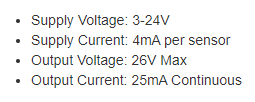 • Supply Voltage: 3-24V
• Supply Current: 4mA per sensor
• Output Voltage: 26V Max
• Output Current: 25mA Continuous